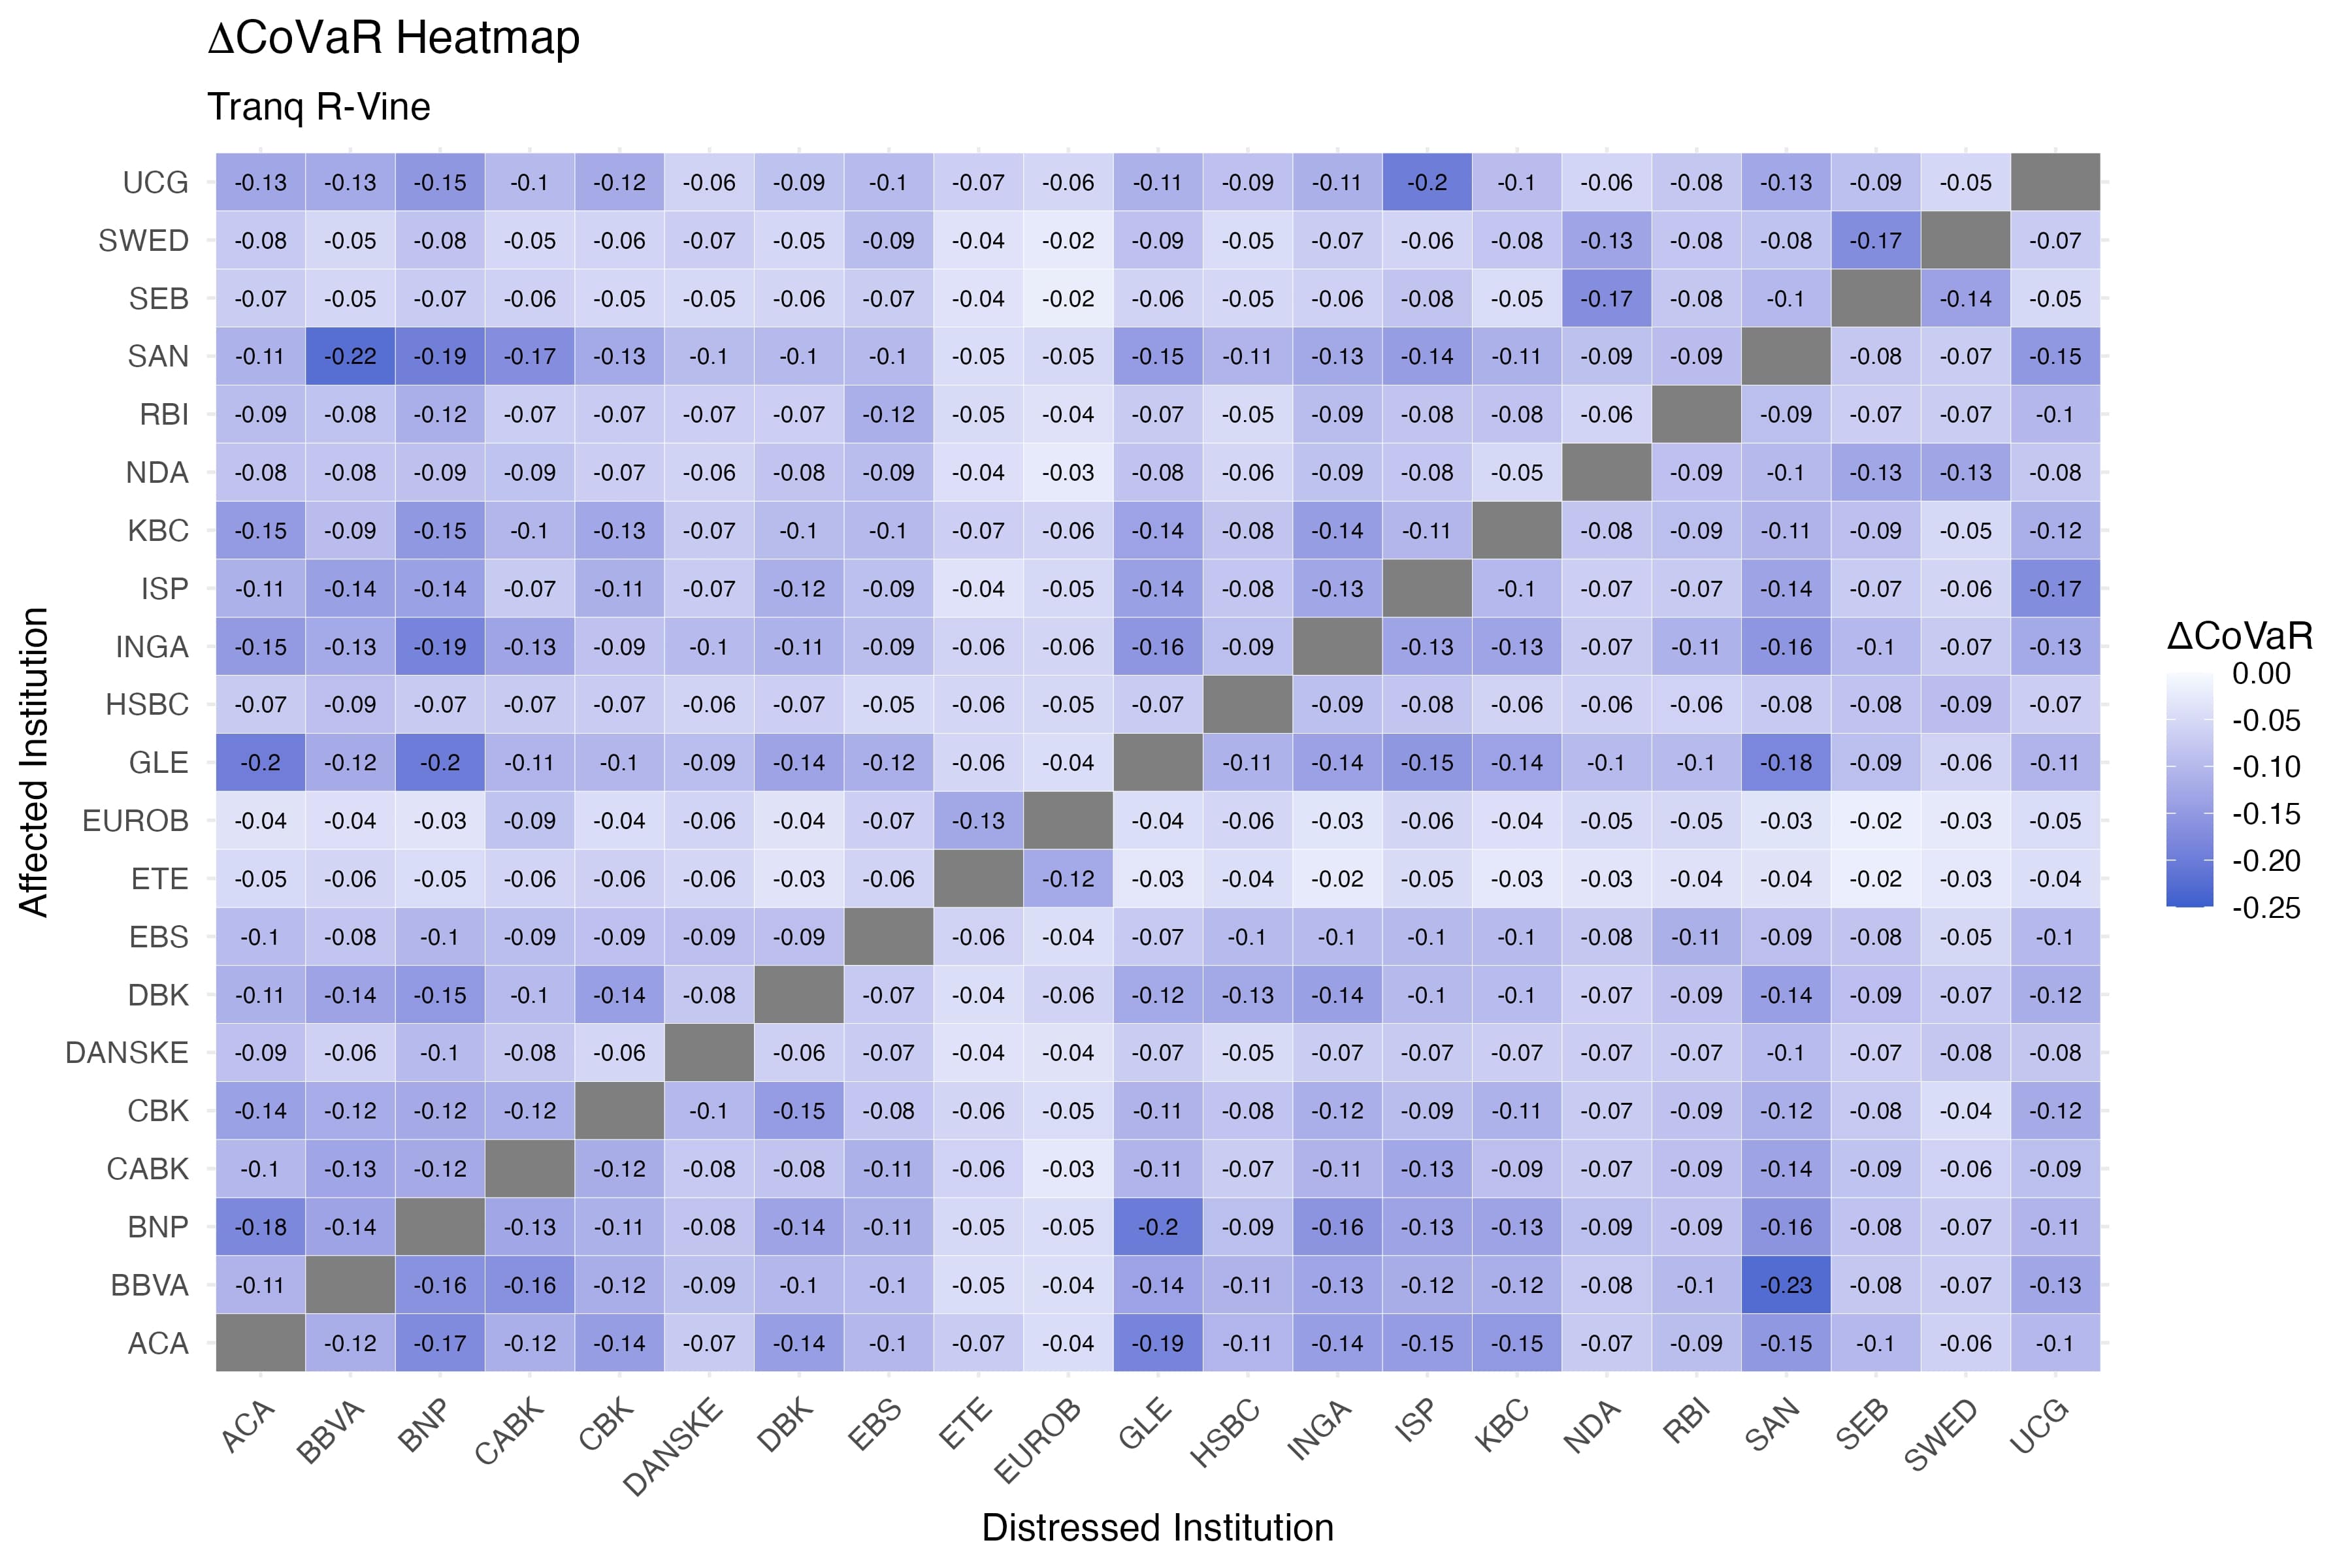 ΔCoVaR Heatmap
Tranq R-Vine
UCG -0.13 -0.13 -0.15 -0.1 -0.12 -0.06 -0.09 -0.1 -0.07 -0.06 -0.11 -0.09 -0.11 -0.2 -0.1 -0.06 -0.08 -0.13 -0.09 -0.05
SWED -0.08 -0.05 -0.08 -0.05 -0.06 -0.07 -0.05 -0.09 -0.04 -0.02 -0.09 -0.05 -0.07 -0.06 -0.08 -0.13 -0.08 -0.08 -0.17 -0.07
SEB -0.07 -0.05 -0.07 -0.06 -0.05 -0.05 -0.06 -0.07 -0.04 -0.02 -0.06 -0.05 -0.06 -0.08 -0.05 -0.17 -0.08 -0.1 -0.14 -0.05
SAN -0.11 -0.22 -0.19 -0.17 -0.13 -0.1 -0.1 -0.1 -0.05 -0.05 -0.15 -0.11 -0.13 -0.14 -0.11 -0.09 -0.09 -0.08 -0.07 -0.15
RBI -0.09 -0.08 -0.12 -0.07 -0.07 -0.07 -0.07 -0.12 -0.05 -0.04 -0.07 -0.05 -0.09 -0.08 -0.08 -0.06 -0.09 -0.07 -0.07 -0.1
NDA -0.08 -0.08 -0.09 -0.09 -0.07 -0.06 -0.08 -0.09 -0.04 -0.03 -0.08 -0.06 -0.09 -0.08 -0.05 -0.09 -0.1 -0.13 -0.13 -0.08
KBC -0.15 -0.09 -0.15 -0.1 -0.13 -0.07 -0.1 -0.1 -0.07 -0.06 -0.14 -0.08 -0.14 -0.11 -0.08 -0.09 -0.11 -0.09 -0.05 -0.12
ISP -0.11 -0.14 -0.14 -0.07 -0.11 -0.07 -0.12 -0.09 -0.04 -0.05 -0.14 -0.08 -0.13 -0.1 -0.07 -0.07 -0.14 -0.07 -0.06 -0.17
INGA -0.15 -0.13 -0.19 -0.13 -0.09 -0.1 -0.11 -0.09 -0.06 -0.06 -0.16 -0.09 -0.13 -0.13 -0.07 -0.11 -0.16 -0.1 -0.07 -0.13
HSBC -0.07 -0.09 -0.07 -0.07 -0.07 -0.06 -0.07 -0.05 -0.06 -0.05 -0.07 -0.09 -0.08 -0.06 -0.06 -0.06 -0.08 -0.08 -0.09 -0.07
GLE -0.2 -0.12 -0.2 -0.11 -0.1 -0.09 -0.14 -0.12 -0.06 -0.04 -0.11 -0.14 -0.15 -0.14 -0.1 -0.1 -0.18 -0.09 -0.06 -0.11
EUROB -0.04 -0.04 -0.03 -0.09 -0.04 -0.06 -0.04 -0.07 -0.13 -0.04 -0.06 -0.03 -0.06 -0.04 -0.05 -0.05 -0.03 -0.02 -0.03 -0.05
ETE -0.05 -0.06 -0.05 -0.06 -0.06 -0.06 -0.03 -0.06 -0.12 -0.03 -0.04 -0.02 -0.05 -0.03 -0.03 -0.04 -0.04 -0.02 -0.03 -0.04
EBS -0.1 -0.08 -0.1 -0.09 -0.09 -0.09 -0.09 -0.06 -0.04 -0.07 -0.1 -0.1 -0.1 -0.1 -0.08 -0.11 -0.09 -0.08 -0.05 -0.1
DBK -0.11 -0.14 -0.15 -0.1 -0.14 -0.08 -0.07 -0.04 -0.06 -0.12 -0.13 -0.14 -0.1 -0.1 -0.07 -0.09 -0.14 -0.09 -0.07 -0.12
DANSKE -0.09 -0.06 -0.1 -0.08 -0.06 -0.06 -0.07 -0.04 -0.04 -0.07 -0.05 -0.07 -0.07 -0.07 -0.07 -0.07 -0.1 -0.07 -0.08 -0.08
CBK -0.14 -0.12 -0.12 -0.12 -0.1 -0.15 -0.08 -0.06 -0.05 -0.11 -0.08 -0.12 -0.09 -0.11 -0.07 -0.09 -0.12 -0.08 -0.04 -0.12
CABK -0.1 -0.13 -0.12 -0.12 -0.08 -0.08 -0.11 -0.06 -0.03 -0.11 -0.07 -0.11 -0.13 -0.09 -0.07 -0.09 -0.14 -0.09 -0.06 -0.09
BNP -0.18 -0.14 -0.13 -0.11 -0.08 -0.14 -0.11 -0.05 -0.05 -0.2 -0.09 -0.16 -0.13 -0.13 -0.09 -0.09 -0.16 -0.08 -0.07 -0.11
BBVA -0.11 -0.16 -0.16 -0.12 -0.09 -0.1 -0.1 -0.05 -0.04 -0.14 -0.11 -0.13 -0.12 -0.12 -0.08 -0.1 -0.23 -0.08 -0.07 -0.13
ACA -0.12 -0.17 -0.12 -0.14 -0.07 -0.14 -0.1 -0.07 -0.04 -0.19 -0.11 -0.14 -0.15 -0.15 -0.07 -0.09 -0.15 -0.1 -0.06 -0.1
ACA BBVA BNP CABK CBK DANSKE DBK EBS ETE EUROB GLE HSBC INGA ISP KBC NDA RBI SAN SEB SWED UCG
Distressed Institution
Affected Institution
ΔCoVaR
0.00
-0.05
-0.10
-0.15
-0.20
-0.25